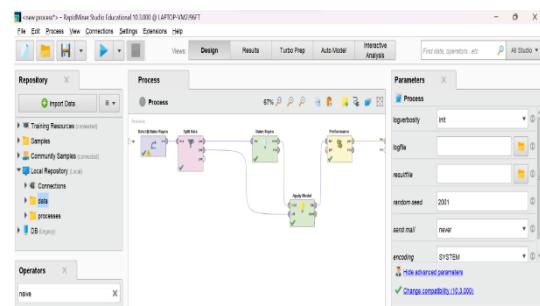 <new process*> – RapidMiner Studio Educational 10.3.000 @ LAPTOP-VM2I96FT
File Edit Process View Connections Settings Extensions Help
Views: Design Results Turbo Prep Auto Model Interactive Analysis
Find data, operators...etc
All Studio
Repository
Import Data
Training Resources (connected)
Samples
Community Samples (connected)
Local Repository (Local)
Connections
data
processes
DB (Legacy)
Operators
naive
Process
Process
67%
Process
Split Data
Naive Bayes
Performance
Apply Model
Parameters
Process
logverbosity init
logfile
resultfile
random seed 2001
send mail never
encoding SYSTEM
Hide advanced parameters
Change compatibility (10.3.000)